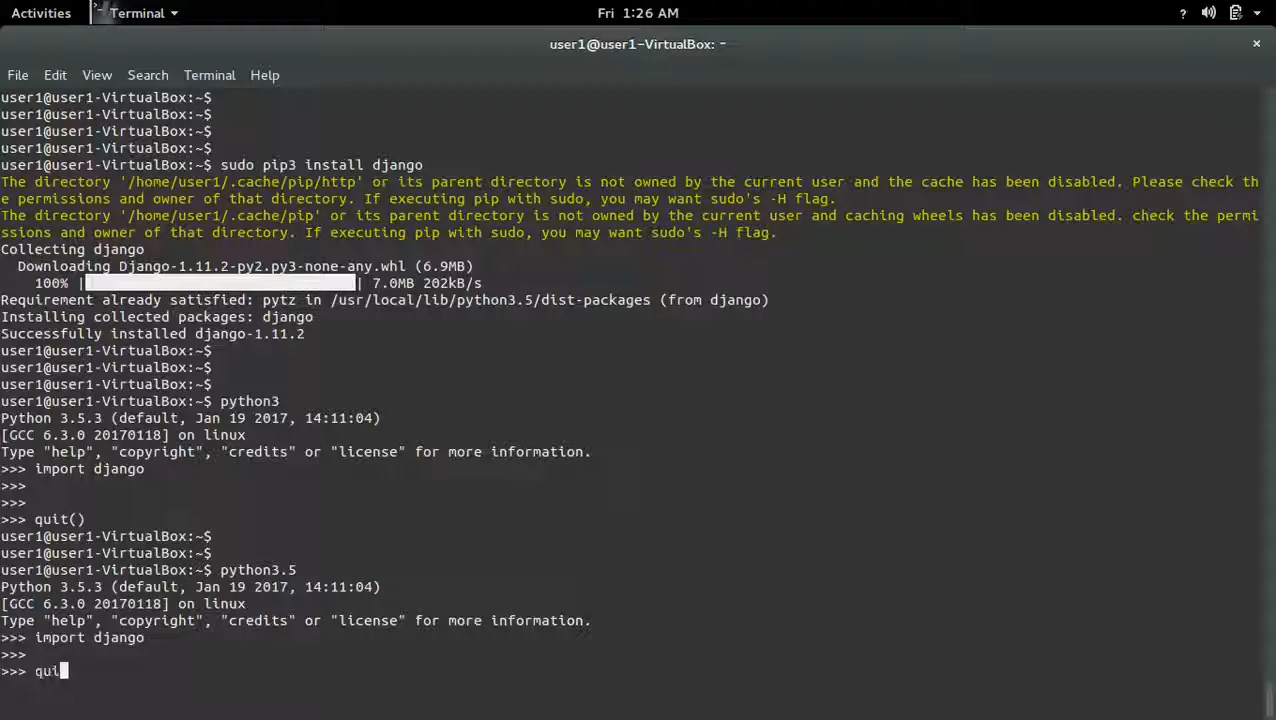 Activities Terminal Fri 1:26 AM ?
user1@user1-VirtualBox: ~ ×
File Edit View Search Terminal Help
user1@user1-VirtualBox:~$
user1@user1-VirtualBox:~$
user1@user1-VirtualBox:~$
user1@user1-VirtualBox:~$
user1@user1-VirtualBox:~$ sudo pip3 install django
The directory '/home/user1/.cache/pip/http' or its parent directory is not owned by the current user and the cache has been disabled. Please check th
e permissions and owner of that directory. If executing pip with sudo, you may want sudo's -H flag.
The directory '/home/user1/.cache/pip' or its parent directory is not owned by the current user and caching wheels has been disabled. check the permi
ssions and owner of that directory. If executing pip with sudo, you may want sudo's -H flag.
Collecting django
  Downloading Django-1.11.2-py2.py3-none-any.whl (6.9MB)
    100% | | 7.0MB 202kB/s
Requirement already satisfied: pytz in /usr/local/lib/python3.5/dist-packages (from django)
Installing collected packages: django
Successfully installed django-1.11.2
user1@user1-VirtualBox:~$
user1@user1-VirtualBox:~$
user1@user1-VirtualBox:~$
user1@user1-VirtualBox:~$ python3
Python 3.5.3 (default, Jan 19 2017, 14:11:04)
[GCC 6.3.0 20170118] on linux
Type "help", "copyright", "credits" or "license" for more information.
>>> import django
>>>
>>>
>>> quit()
user1@user1-VirtualBox:~$
user1@user1-VirtualBox:~$
user1@user1-VirtualBox:~$ python3.5
Python 3.5.3 (default, Jan 19 2017, 14:11:04)
[GCC 6.3.0 20170118] on linux
Type "help", "copyright", "credits" or "license" for more information.
>>> import django
>>>
>>> qui